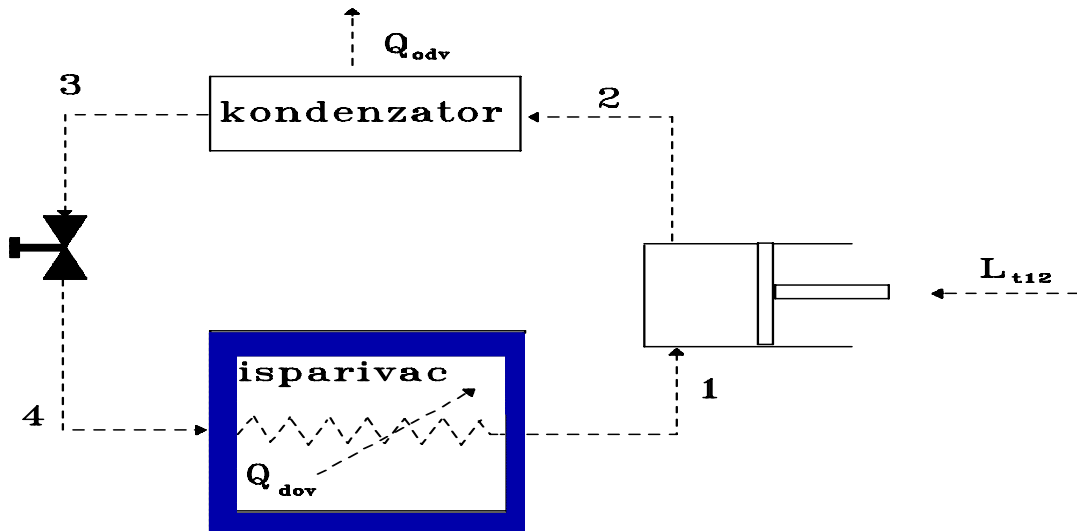 Q odv
3
2
kondenzator
L t12
isparivac
1
4
Q dov